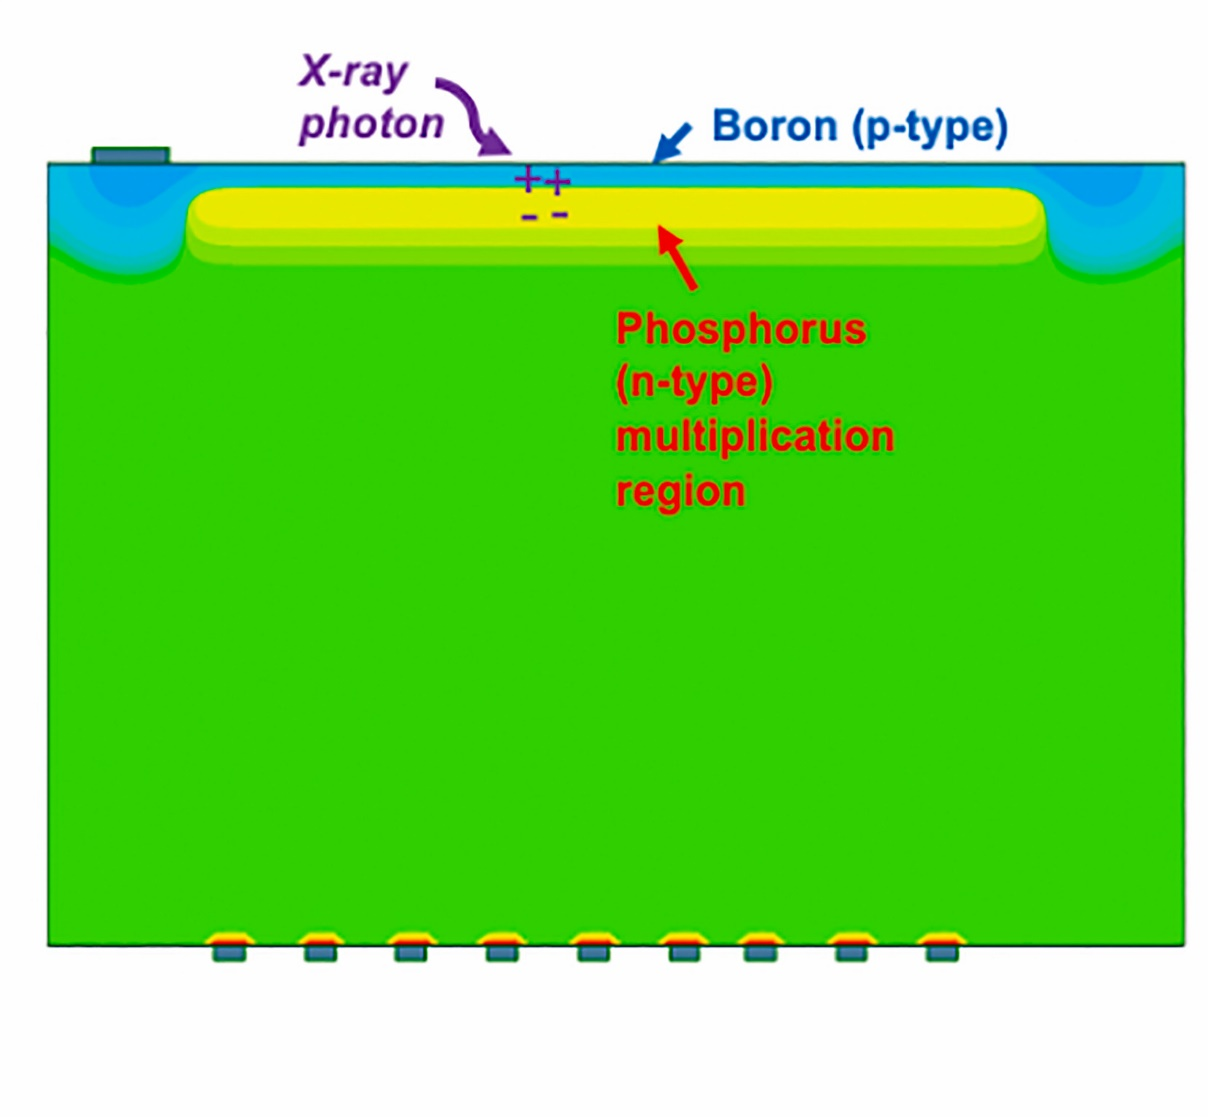 X-ray
photon
Boron (p-type)
++
--
Phosphorus
(n-type)
multiplication
region